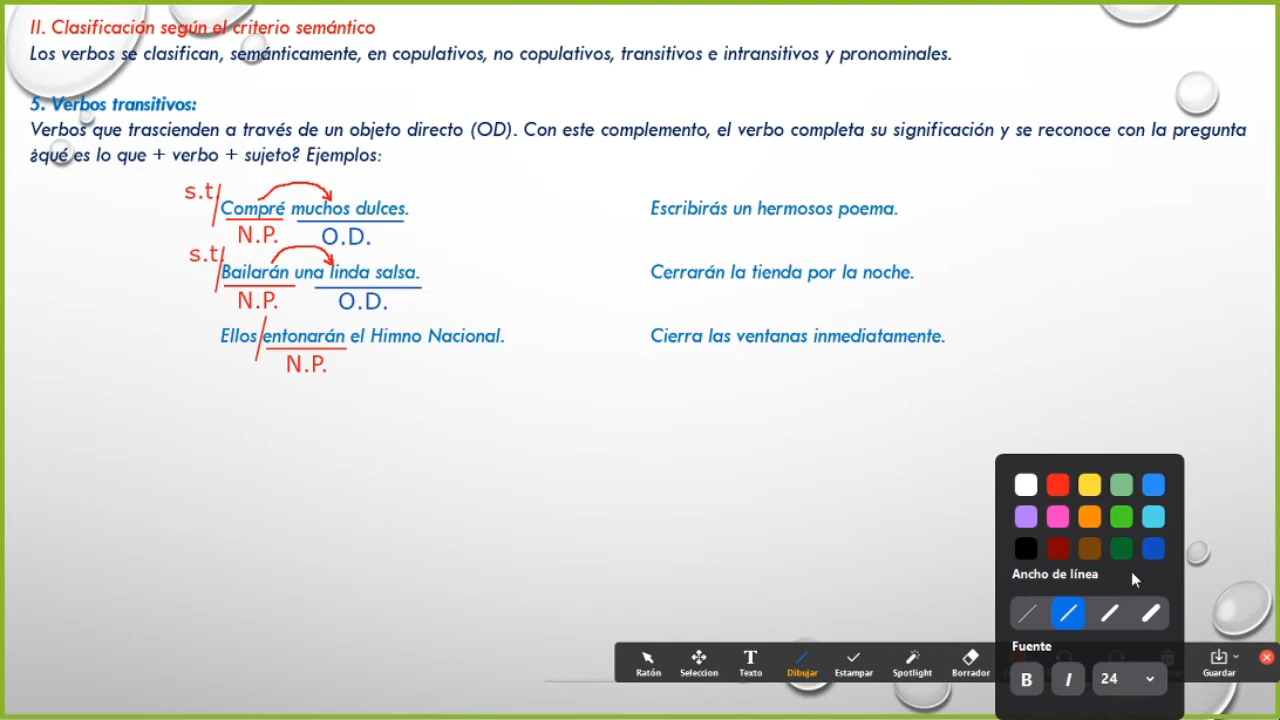 II. Clasificación según el criterio semántico
Los verbos se clasifican, semánticamente, en copulativos, no copulativos, transitivos e intransitivos y pronominales.
5. Verbos transitivos:
Verbos que trascienden a través de un objeto directo (OD). Con este complemento, el verbo completa su significación y se reconoce con la pregunta
¿qué es lo que + verbo + sujeto? Ejemplos:
s.t.
Compré muchos dulces.
N.P. O.D.
s.t.
Bailarán una linda salsa.
N.P. O.D.
Ellos entonarán el Himno Nacional.
N.P.
Escribirás un hermosos poema.
Cerrarán la tienda por la noche.
Cierra las ventanas inmediatamente.
Ancho de línea
Fuente
B I 24
Ratón Seleccion Texto Dibujar Estampar Spotlight Borrador Guardar